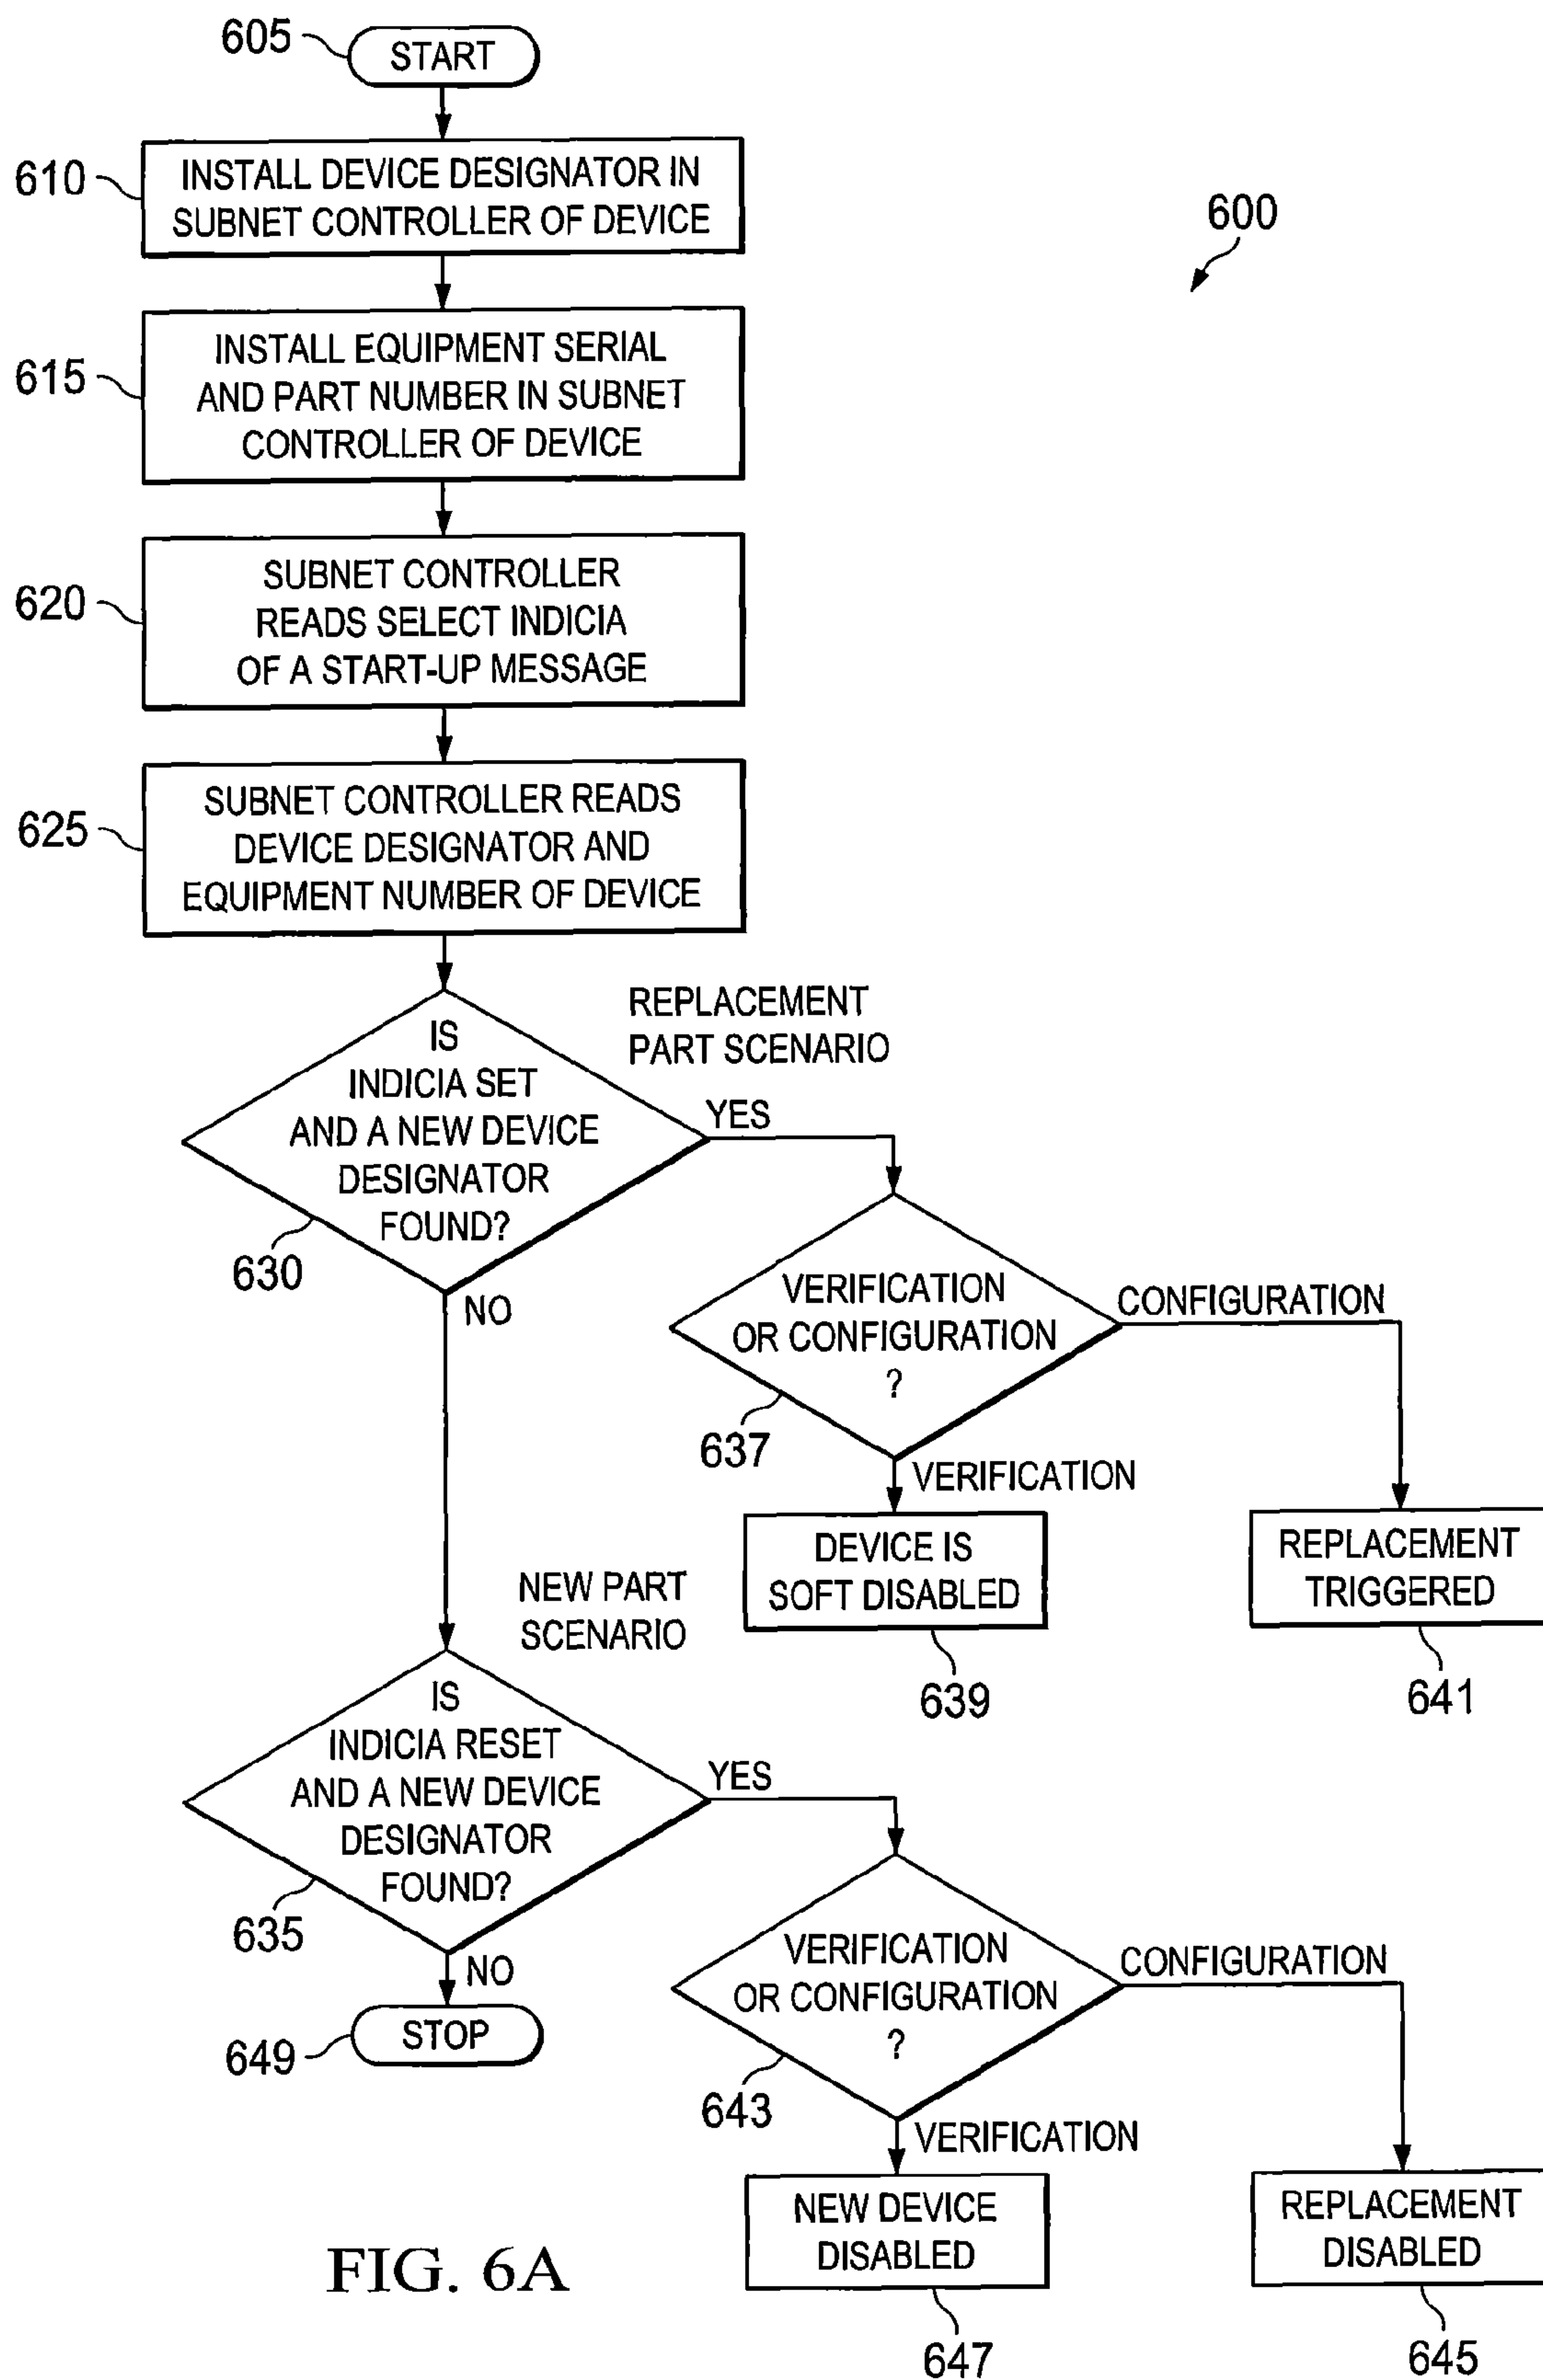 605
START
610
INSTALL DEVICE DESIGNATOR IN
SUBNET CONTROLLER OF DEVICE
600
615
INSTALL EQUIPMENT SERIAL
AND PART NUMBER IN SUBNET
CONTROLLER OF DEVICE
620
SUBNET CONTROLLER
READS SELECT INDICIA
OF A START-UP MESSAGE
625
SUBNET CONTROLLER READS
DEVICE DESIGNATOR AND
EQUIPMENT NUMBER OF DEVICE
REPLACEMENT
PART SCENARIO
IS
INDICIA SET
AND A NEW DEVICE
DESIGNATOR
FOUND?
630
YES
NO
VERIFICATION
OR CONFIGURATION
?
637
CONFIGURATION
VERIFICATION
DEVICE IS
SOFT DISABLED
639
REPLACEMENT
TRIGGERED
641
NEW PART
SCENARIO
IS
INDICIA RESET
AND A NEW DEVICE
DESIGNATOR
FOUND?
635
YES
NO
STOP
649
VERIFICATION
OR CONFIGURATION
?
643
CONFIGURATION
VERIFICATION
NEW DEVICE
DISABLED
647
REPLACEMENT
DISABLED
645
FIG. 6A